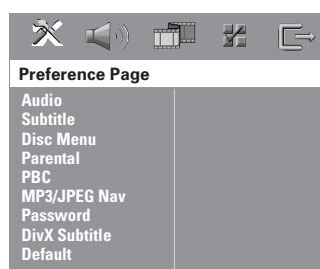 Preference Page
Audio
Subtitle
Disc Menu
Parental
PBC
MP3/JPEG Nav
Password
DivX Subtitle
Default